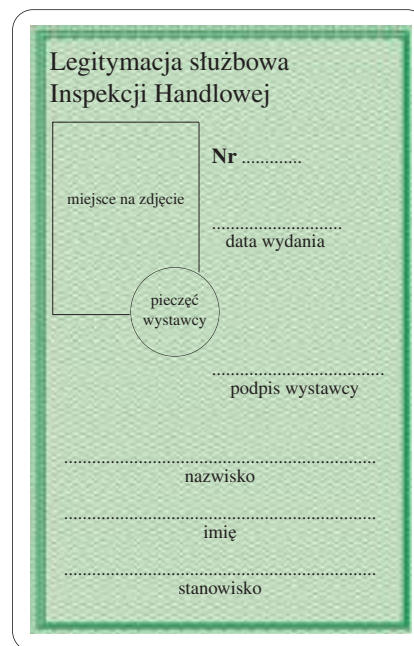 Legitymacja służbowa
Inspekcji Handlowej
Nr .............
miejsce na zdjęcie
............................
data wydania
pieczęć
wystawcy
.....................................
podpis wystawcy
...................................................................
nazwisko
...................................................................
imię
...................................................................
stanowisko